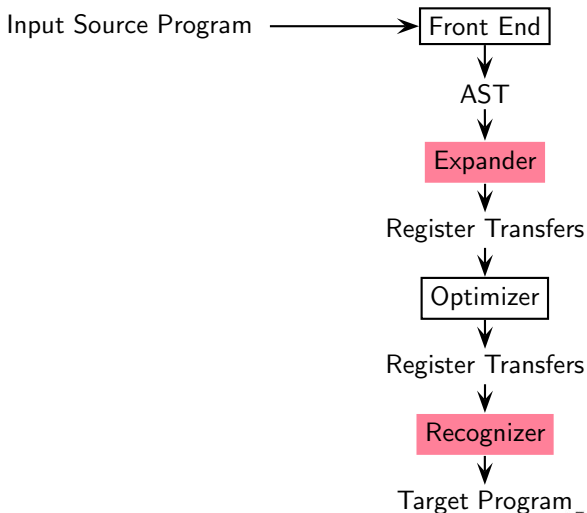 Input Source Program
Front End
AST
Expander
Register Transfers
Optimizer
Register Transfers
Recognizer
Target Program